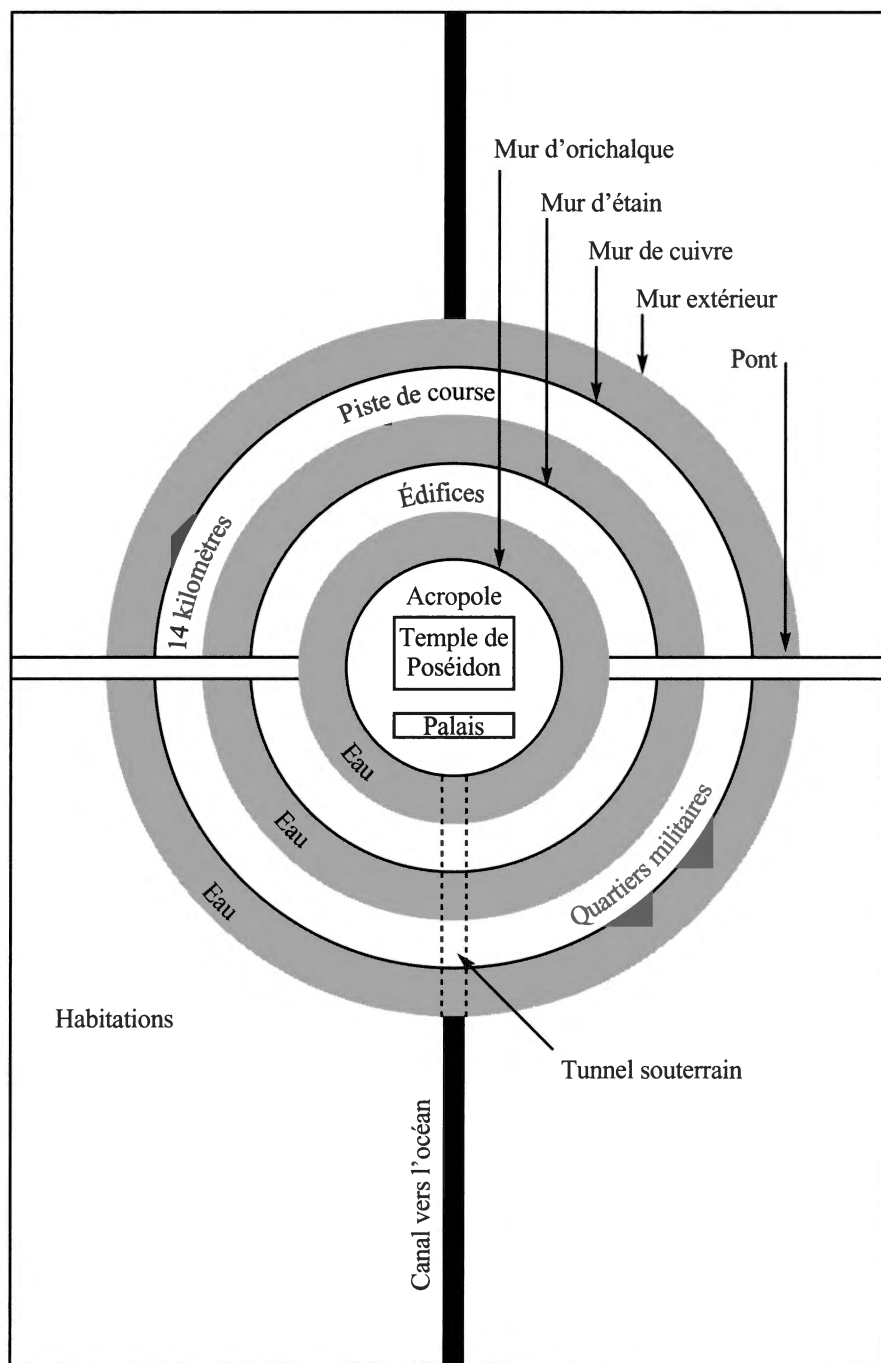 Mur d'orichalque
Mur d'étain
Mur de cuivre
Mur extérieur
Pont
Piste de course
Édifices
14 kilomètres
Acropole
Temple de
Poséidon
Palais
Eau
Eau
Eau
Quartiers militaires
Habitations
Tunnel souterrain
Canal vers l'océan